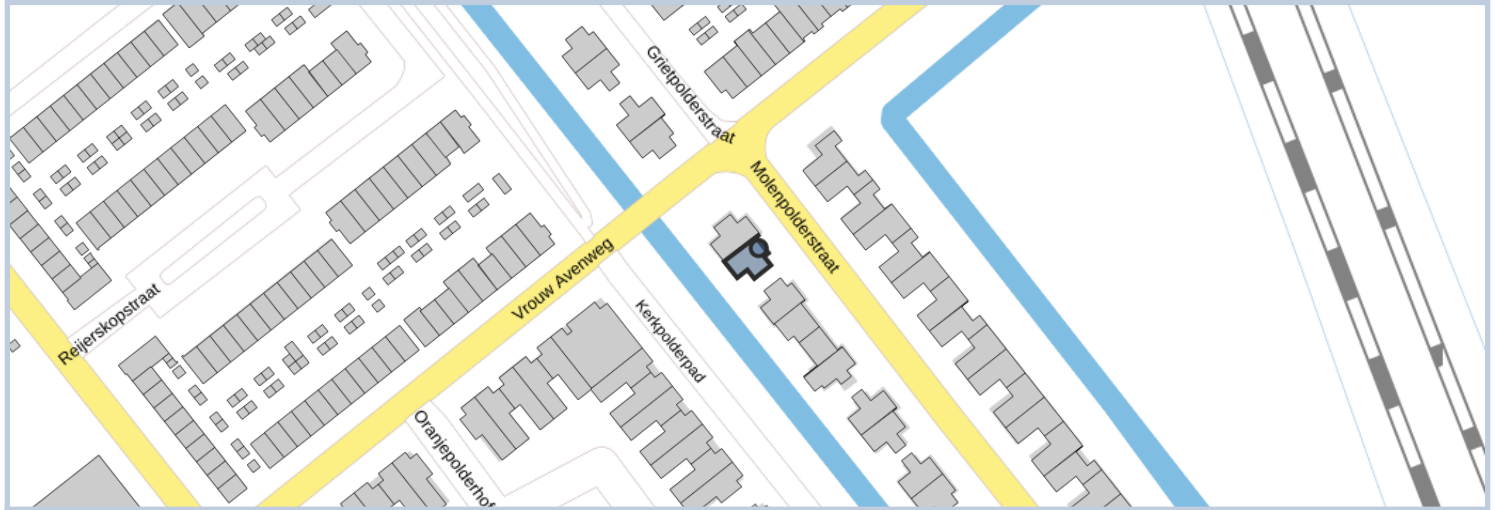 Grietpolderstraat
Molenpolderstraat
Vrouw Avenweg
Reijerskopstraat
Kerkpolderpad
Oranjepolderhof